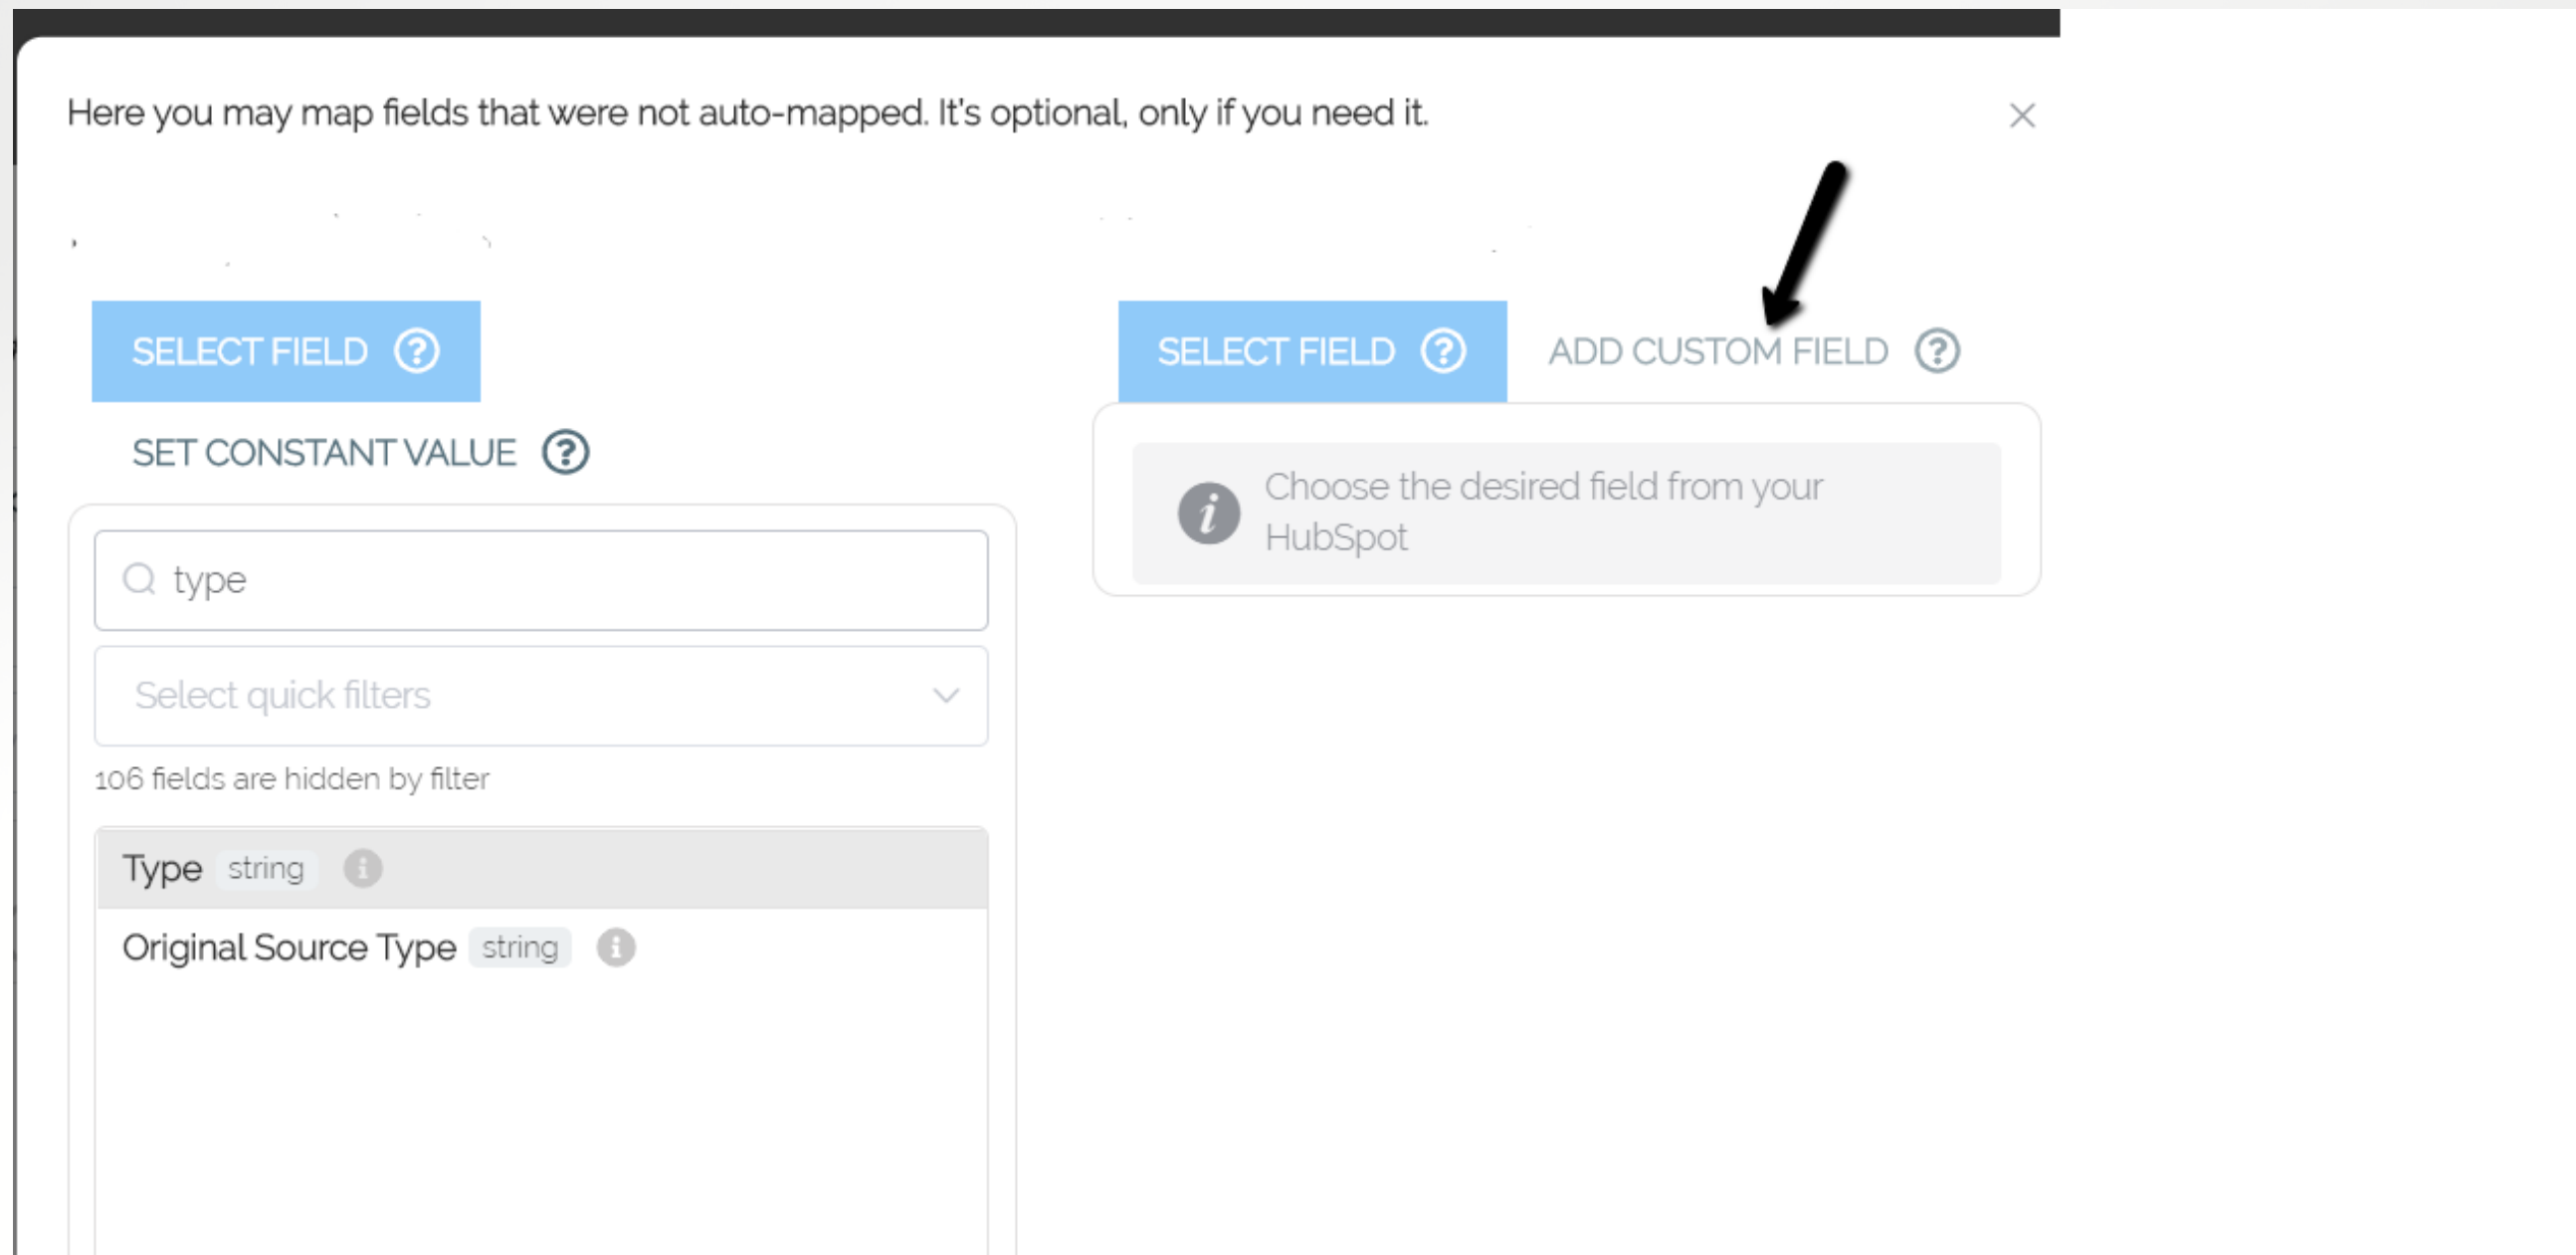 Here you may map fields that were not auto-mapped. It's optional, only if you need it.
SELECT FIELD
SET CONSTANT VALUE
type
Select quick filters
106 fields are hidden by filter
Type string
Original Source Type string
SELECT FIELD ADD CUSTOM FIELD
Choose the desired field from your
HubSpot